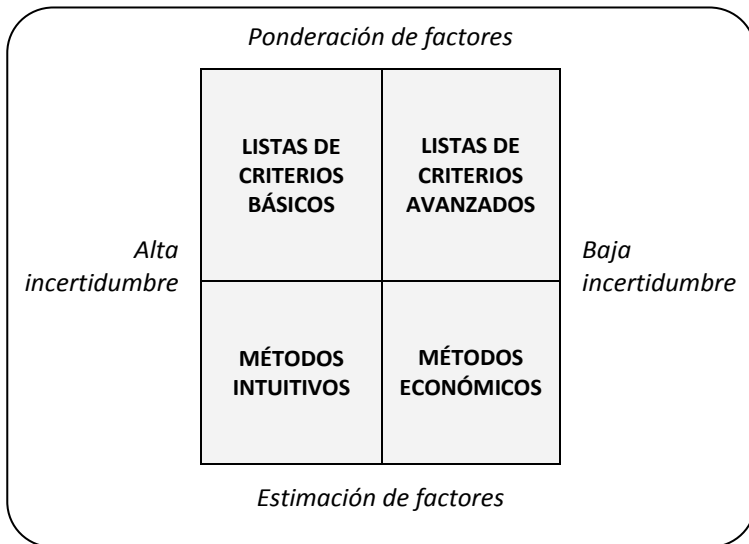 Ponderación de factores
LISTAS DE
CRITERIOS
BÁSICOS
LISTAS DE
CRITERIOS
AVANZADOS
Alta
incertidumbre
Baja
incertidumbre
MÉTODOS
INTUITIVOS
MÉTODOS
ECONÓMICOS
Estimación de factores